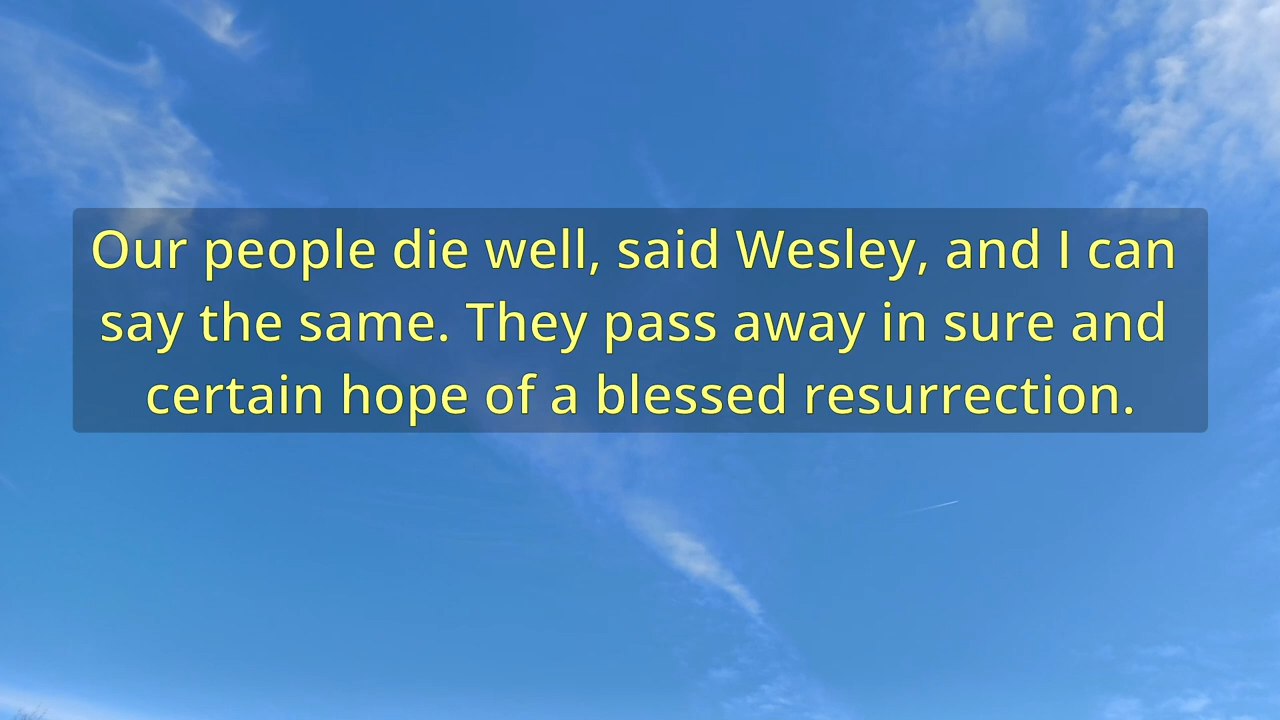 Our people die well, said Wesley, and I can
say the same. They pass away in sure and
certain hope of a blessed resurrection.